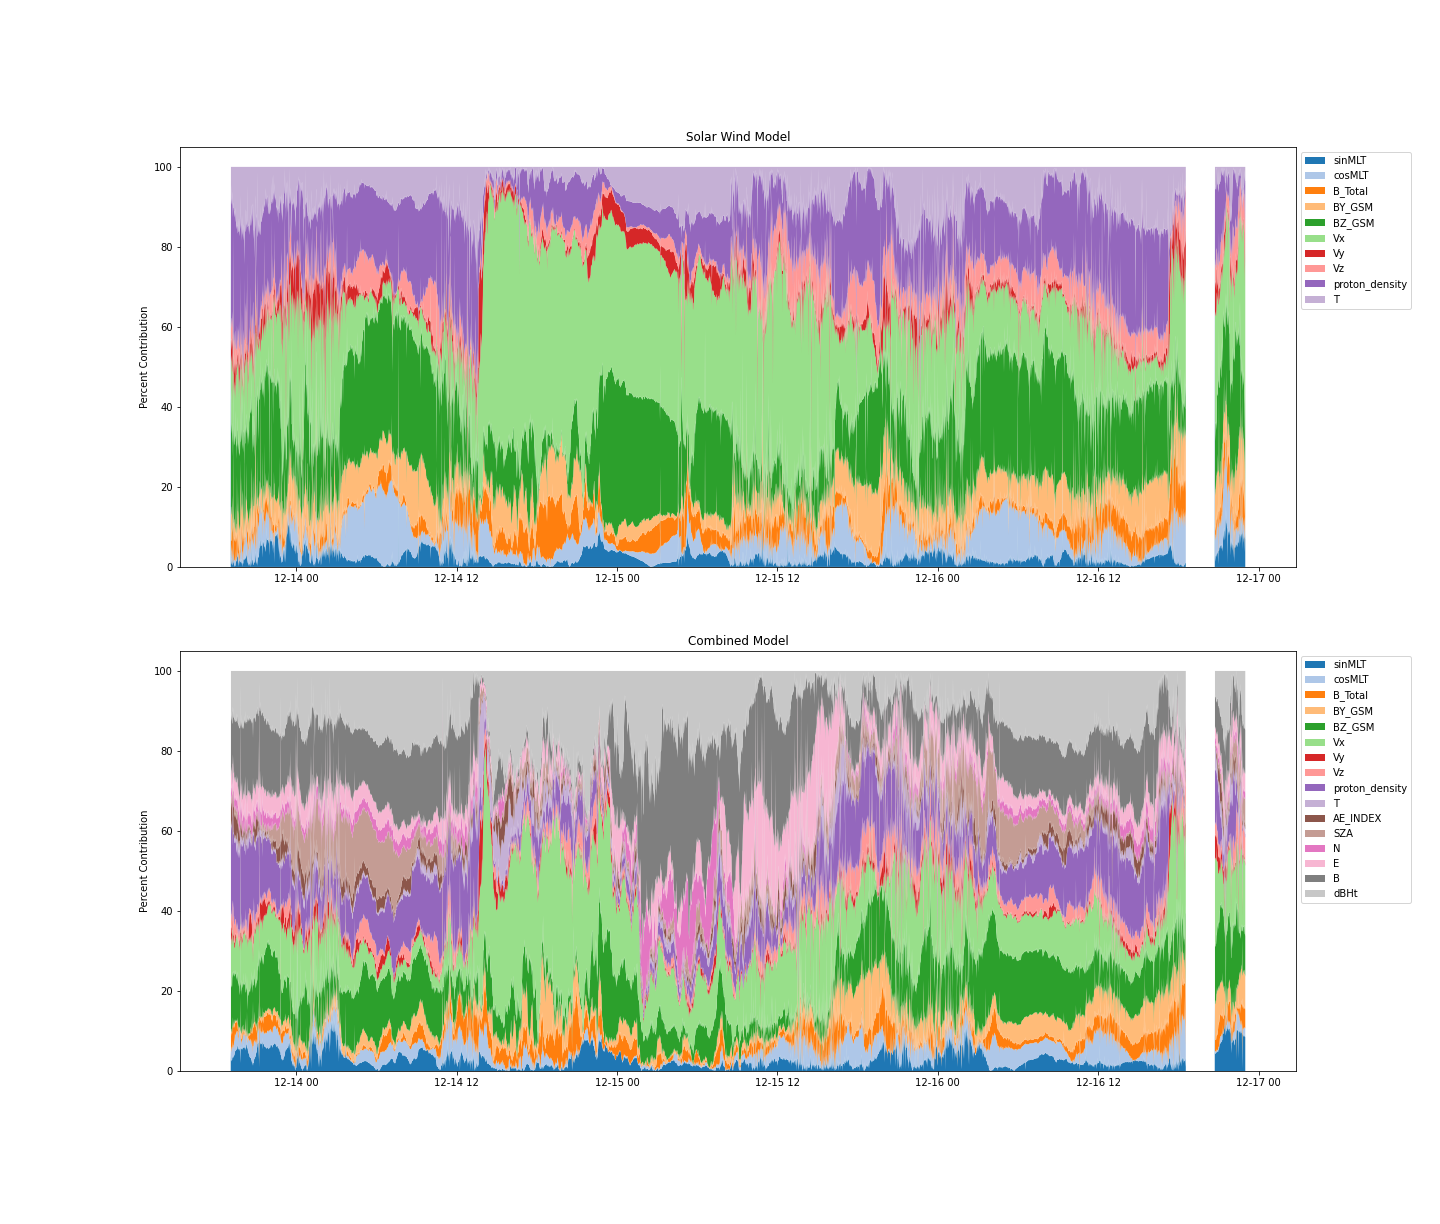 Solar Wind Model
100
80
60
40
20
0
Percent Contribution
12-14 00
12-14 12
12-15 00
12-15 12
12-16 00
12-16 12
12-17 00
sinMLT
cosMLT
B_Total
BY_GSM
BZ_GSM
Vx
Vy
Vz
proton_density
T
Combined Model
100
80
60
40
20
0
Percent Contribution
12-14 00
12-14 12
12-15 00
12-15 12
12-16 00
12-16 12
12-17 00
sinMLT
cosMLT
B_Total
BY_GSM
BZ_GSM
Vx
Vy
Vz
proton_density
T
AE_INDEX
SZA
N
E
B
dBHt